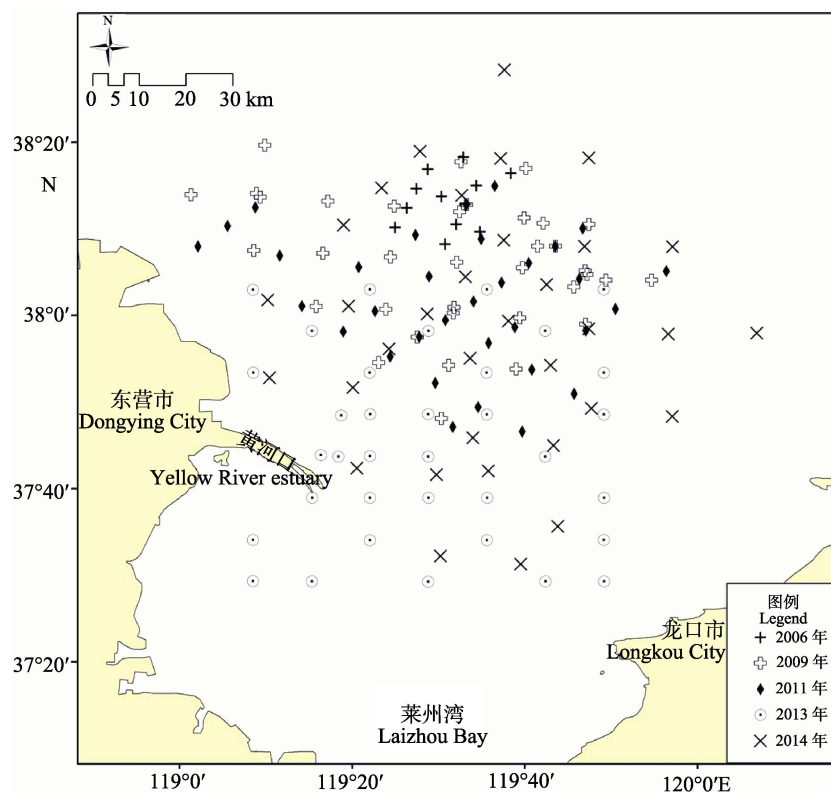 N
0 5 10 20 30 km
38°20′
N
38°0′
东营市
Dongying City
黄河口
Yellow River estuary
37°40′
37°20′
龙口市
Longkou City
莱州湾
Laizhou Bay
图例
Legend
2006 年
2009 年
2011 年
2013 年
2014 年
119°0′ 119°20′ 119°40′ 120°0′E